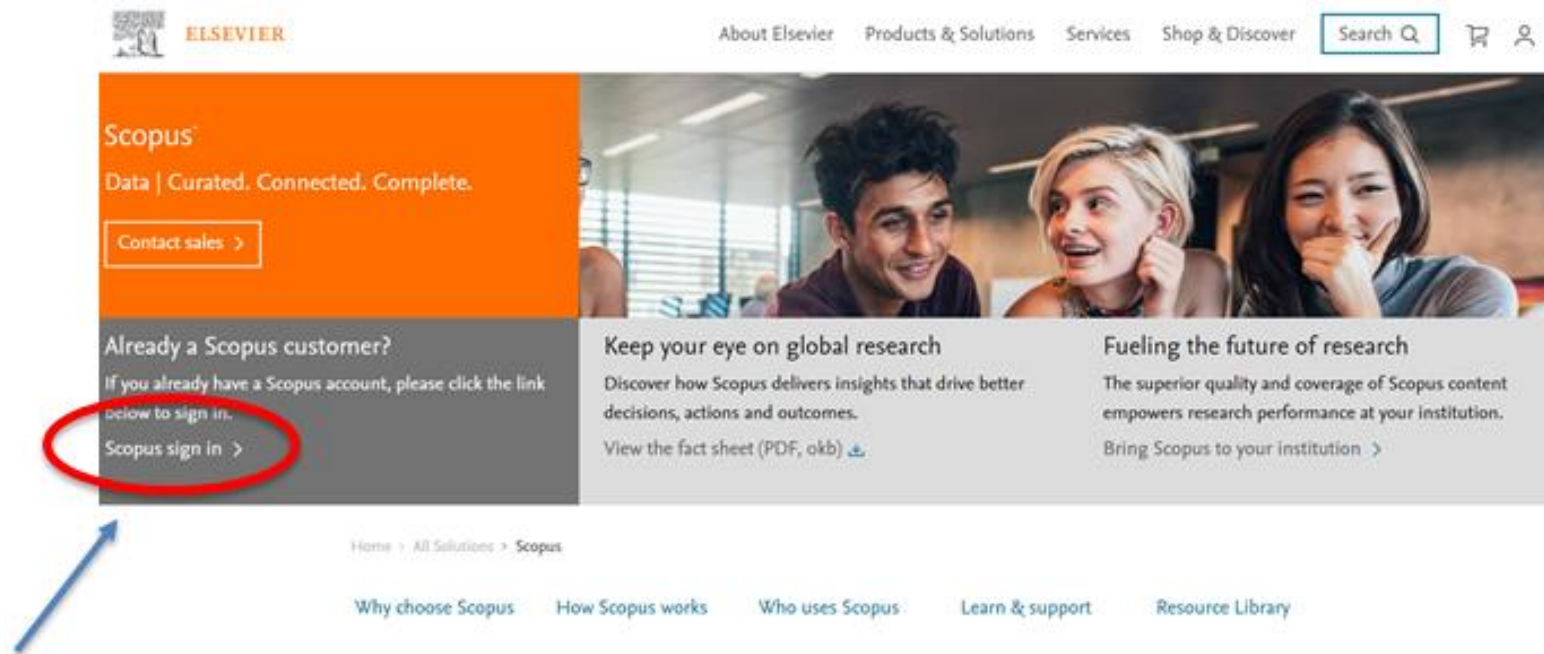 ELSEVIER
About Elsevier Products & Solutions Services Shop & Discover Search
Scopus
Data | Curated. Connected. Complete.
Contact sales >
Already a Scopus customer?
If you already have a Scopus account, please click the link
below to sign in.
Scopus sign in >
Keep your eye on global research
Discover how Scopus delivers insights that drive better
decisions, actions and outcomes.
View the fact sheet (PDF, 0kb)
Fueling the future of research
The superior quality and coverage of Scopus content
empowers research performance at your institution.
Bring Scopus to your institution >
Home > All Solutions > Scopus
Why choose Scopus How Scopus works Who uses Scopus Learn & support Resource Library